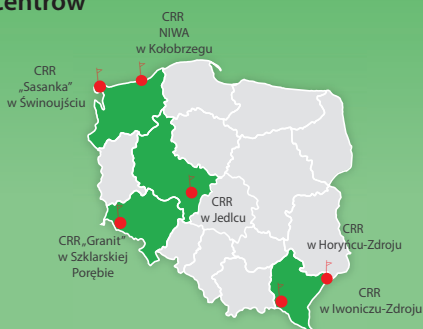 centrów
CRR
NIWA
w Kołobrzegu
CRR
„Sasanka”
w Świnoujściu
CRR
w Jedlcu
CRR „Granit”
w Szklarskiej
Porębie
CRR
w Horyńcu-Zdroju
CRR
w Iwoniczu-Zdroju